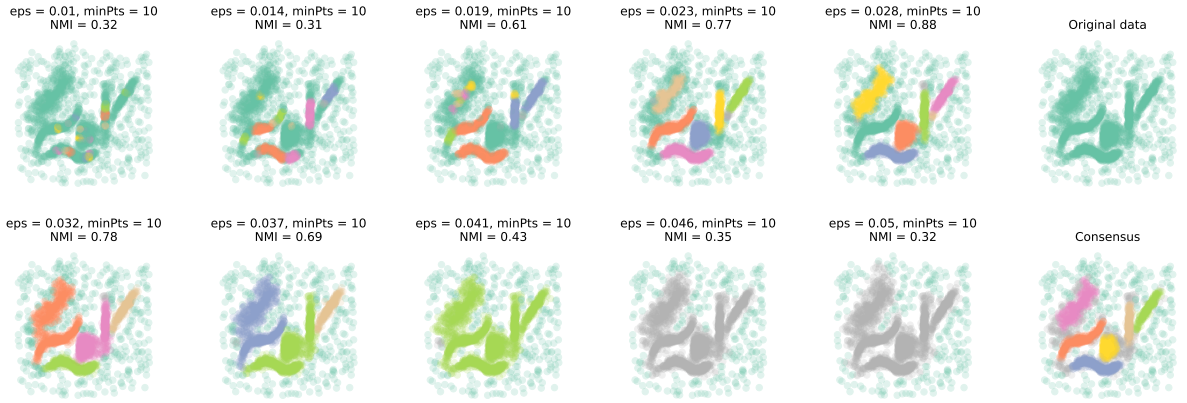 eps = 0.01, minPts = 10
NMI = 0.32
eps = 0.014, minPts = 10
NMI = 0.31
eps = 0.019, minPts = 10
NMI = 0.61
eps = 0.023, minPts = 10
NMI = 0.77
eps = 0.028, minPts = 10
NMI = 0.88
Original data
eps = 0.032, minPts = 10
NMI = 0.78
eps = 0.037, minPts = 10
NMI = 0.69
eps = 0.041, minPts = 10
NMI = 0.43
eps = 0.046, minPts = 10
NMI = 0.35
eps = 0.05, minPts = 10
NMI = 0.32
Consensus